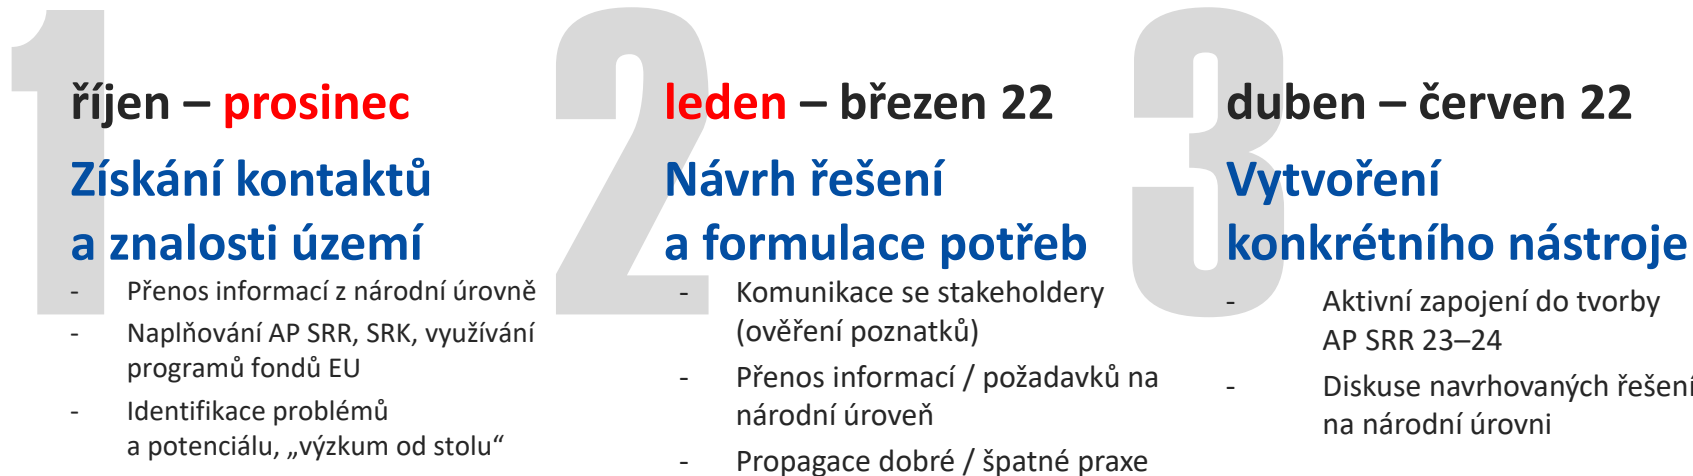 1
říjen – prosinec
Získání kontaktů
a znalosti území
- Přenos informací z národní úrovně
- Naplňování AP SRR, SRK, využívání
programů fondů EU
- Identifikace problémů
a potenciálu, „výzkum od stolu“
2
leden – březen 22
Návrh řešení
a formulace potřeb
- Komunikace se stakeholdery
(ověření poznatků)
- Přenos informací / požadavků na
národní úroveň
- Propagace dobré / špatné praxe
3
duben – červen 22
Vytvoření
konkrétního nástroje
- Aktivní zapojení do tvorby
AP SRR 23–24
- Diskuse navrhovaných řešení
na národní úrovni